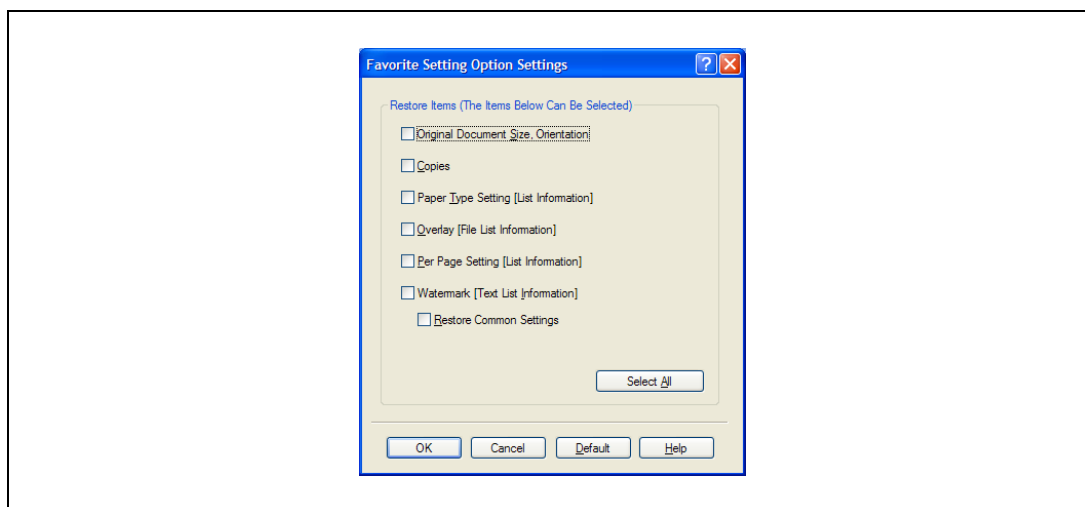 Favorite Setting Option Settings
Restore Items (The Items Below Can Be Selected)
Original Document Size, Orientation
Copies
Paper Type Setting [List Information]
Overlay [File List Information]
Per Page Setting [List Information]
Watermark [Text List Information]
Restore Common Settings
Select All
OK Cancel Default Help